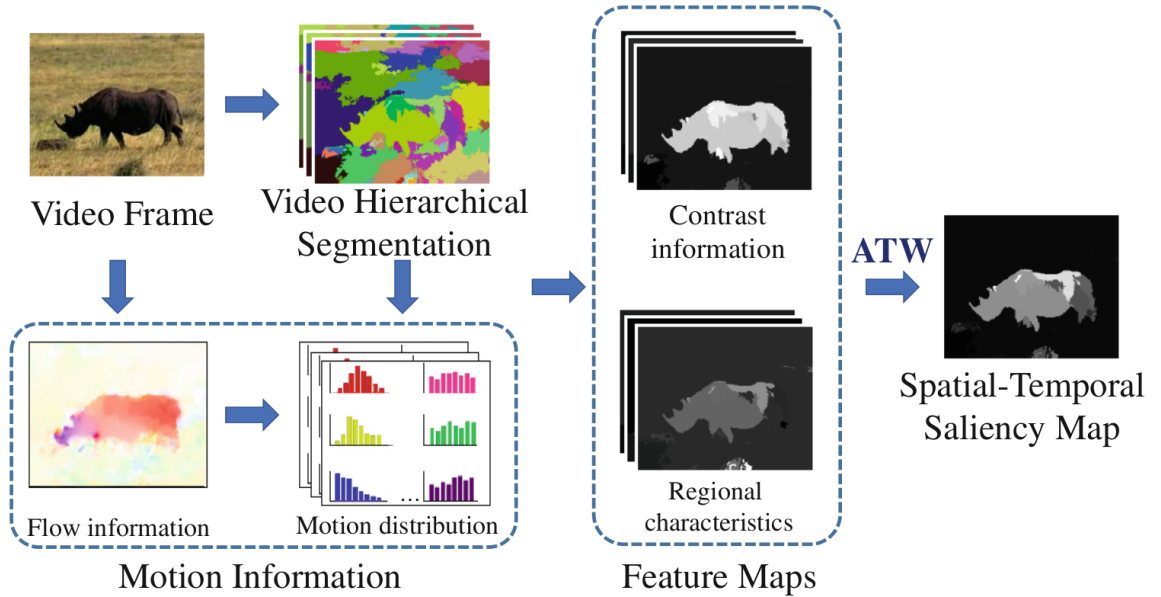 Video Frame
Video Hierarchical
Segmentation
Flow information
...
Motion distribution
Motion Information
Contrast
information
Regional
characteristics
Feature Maps
ATW
Spatial-Temporal
Saliency Map